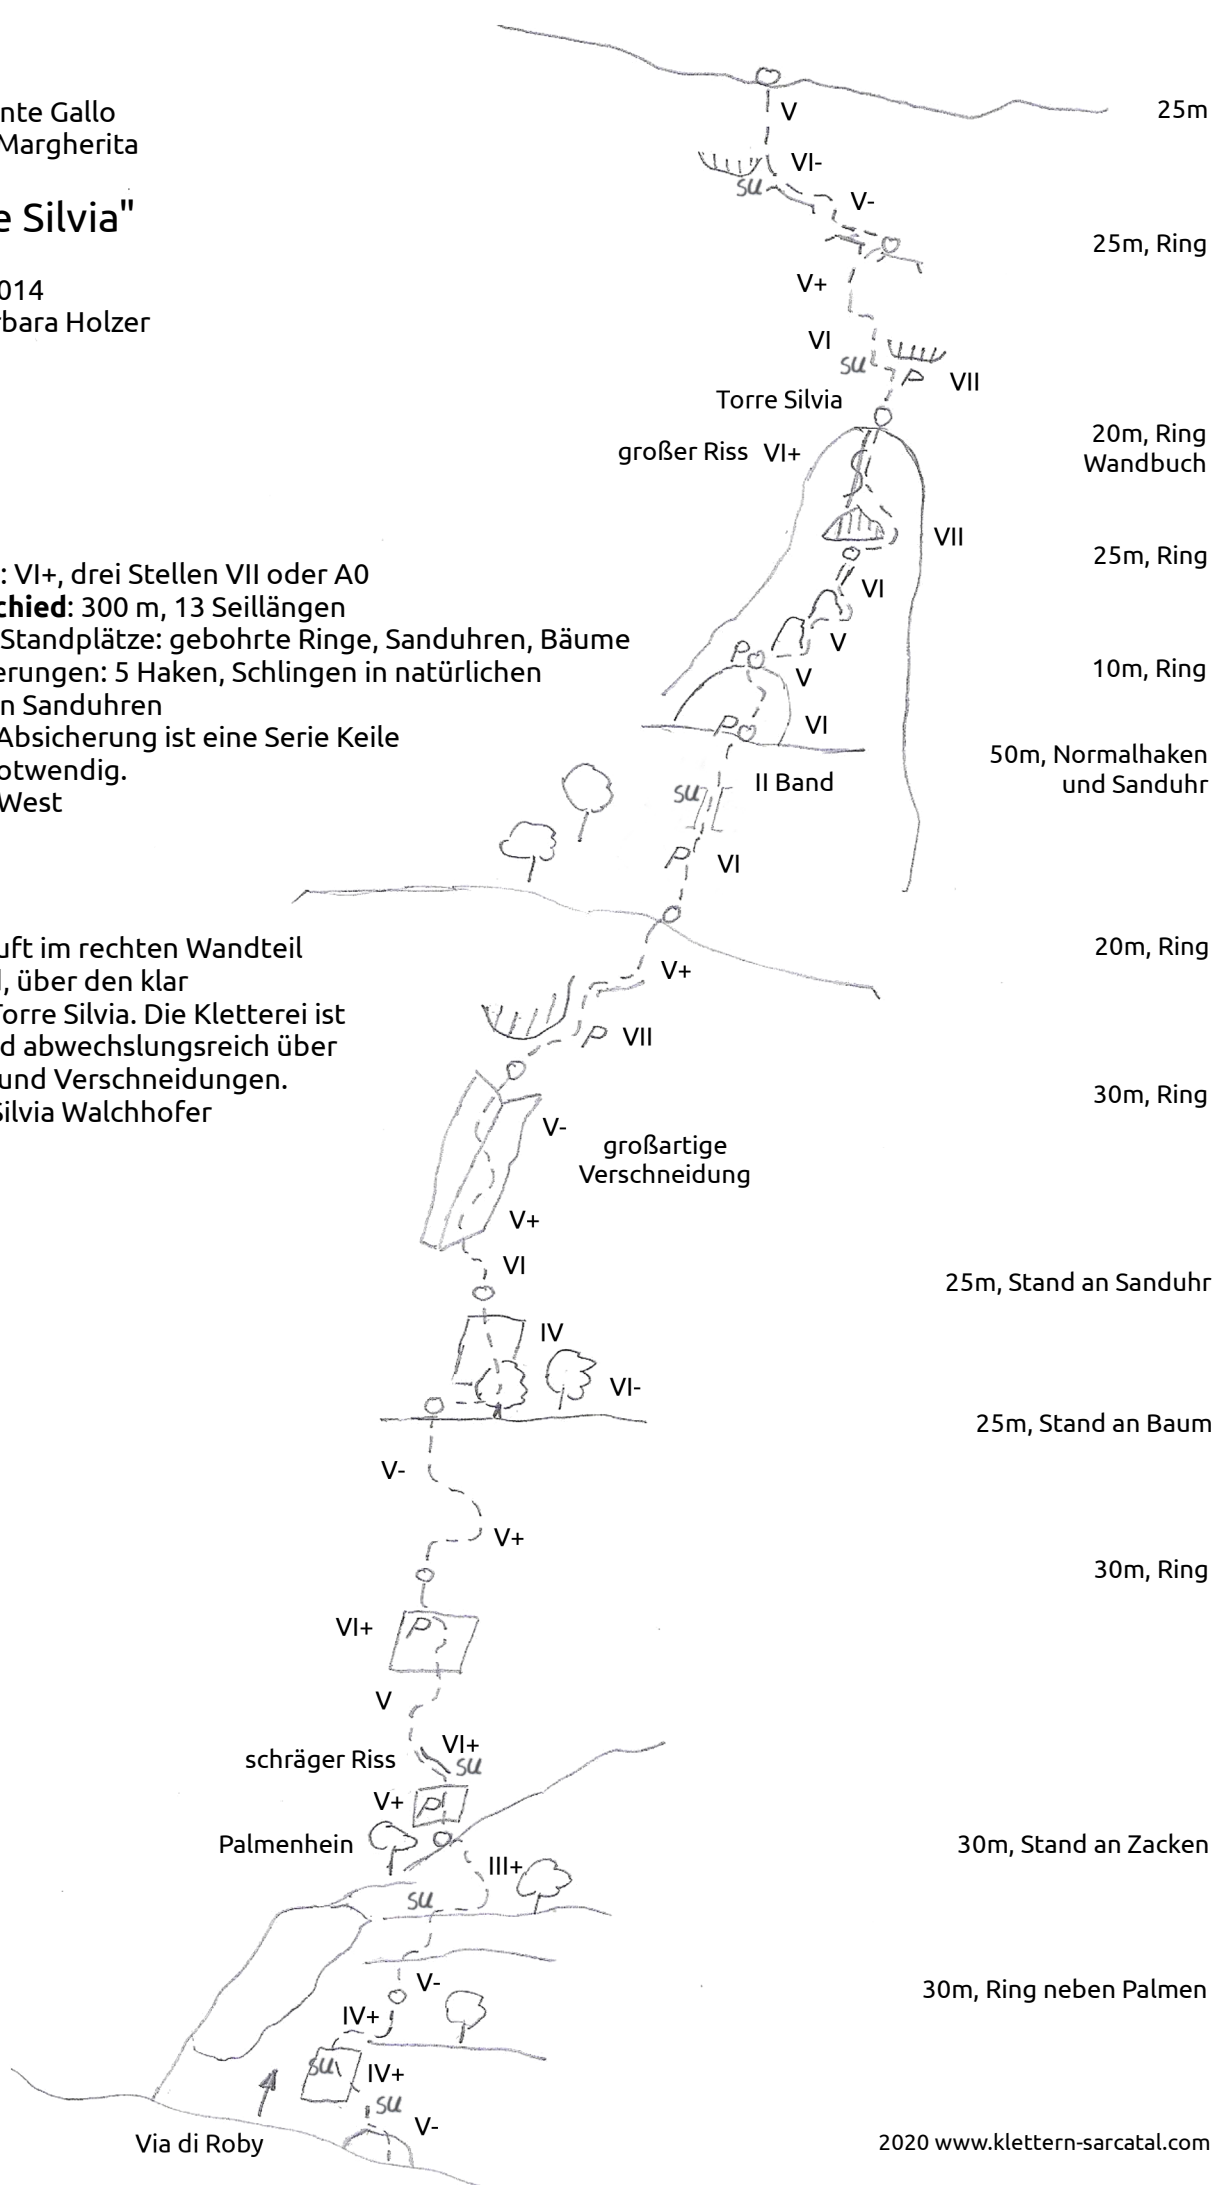 nte Gallo
Margherita
e Silvia"
014
rbara Holzer
: VI+, drei Stellen VII oder A0
chied: 300 m, 13 Seillängen
Standplätze: gebohrte Ringe, Sanduhren, Bäume
erungen: 5 Haken, Schlingen in natürlichen
n Sanduhren
Absicherung ist eine Serie Keile
otwendig.
West
uft im rechten Wandteil
l, über den klar
Torre Silvia. Die Kletterei ist
d abwechslungsreich über
und Verschneidungen.
Silvia Walchhofer
V
25m
VI-
su
V-
25m, Ring
V+
VI
su
P
VII
Torre Silvia
20m, Ring
Wandbuch
großer Riss VI+
VII
25m, Ring
VI
V
P
V
10m, Ring
P
VI
50m, Normalhaken
und Sanduhr
II Band
su
P
VI
20m, Ring
V+
P
VII
30m, Ring
V-
großartige
Verschneidung
V+
VI
25m, Stand an Sanduhr
IV
VI-
25m, Stand an Baum
V-
V+
30m, Ring
VI+
P
V
VI+
schräger Riss
su
V+
P
Palmenhein
30m, Stand an Zacken
III+
su
V-
30m, Ring neben Palmen
IV+
su
IV+
su
V-
Via di Roby
2020 www.klettern-sarcatal.com